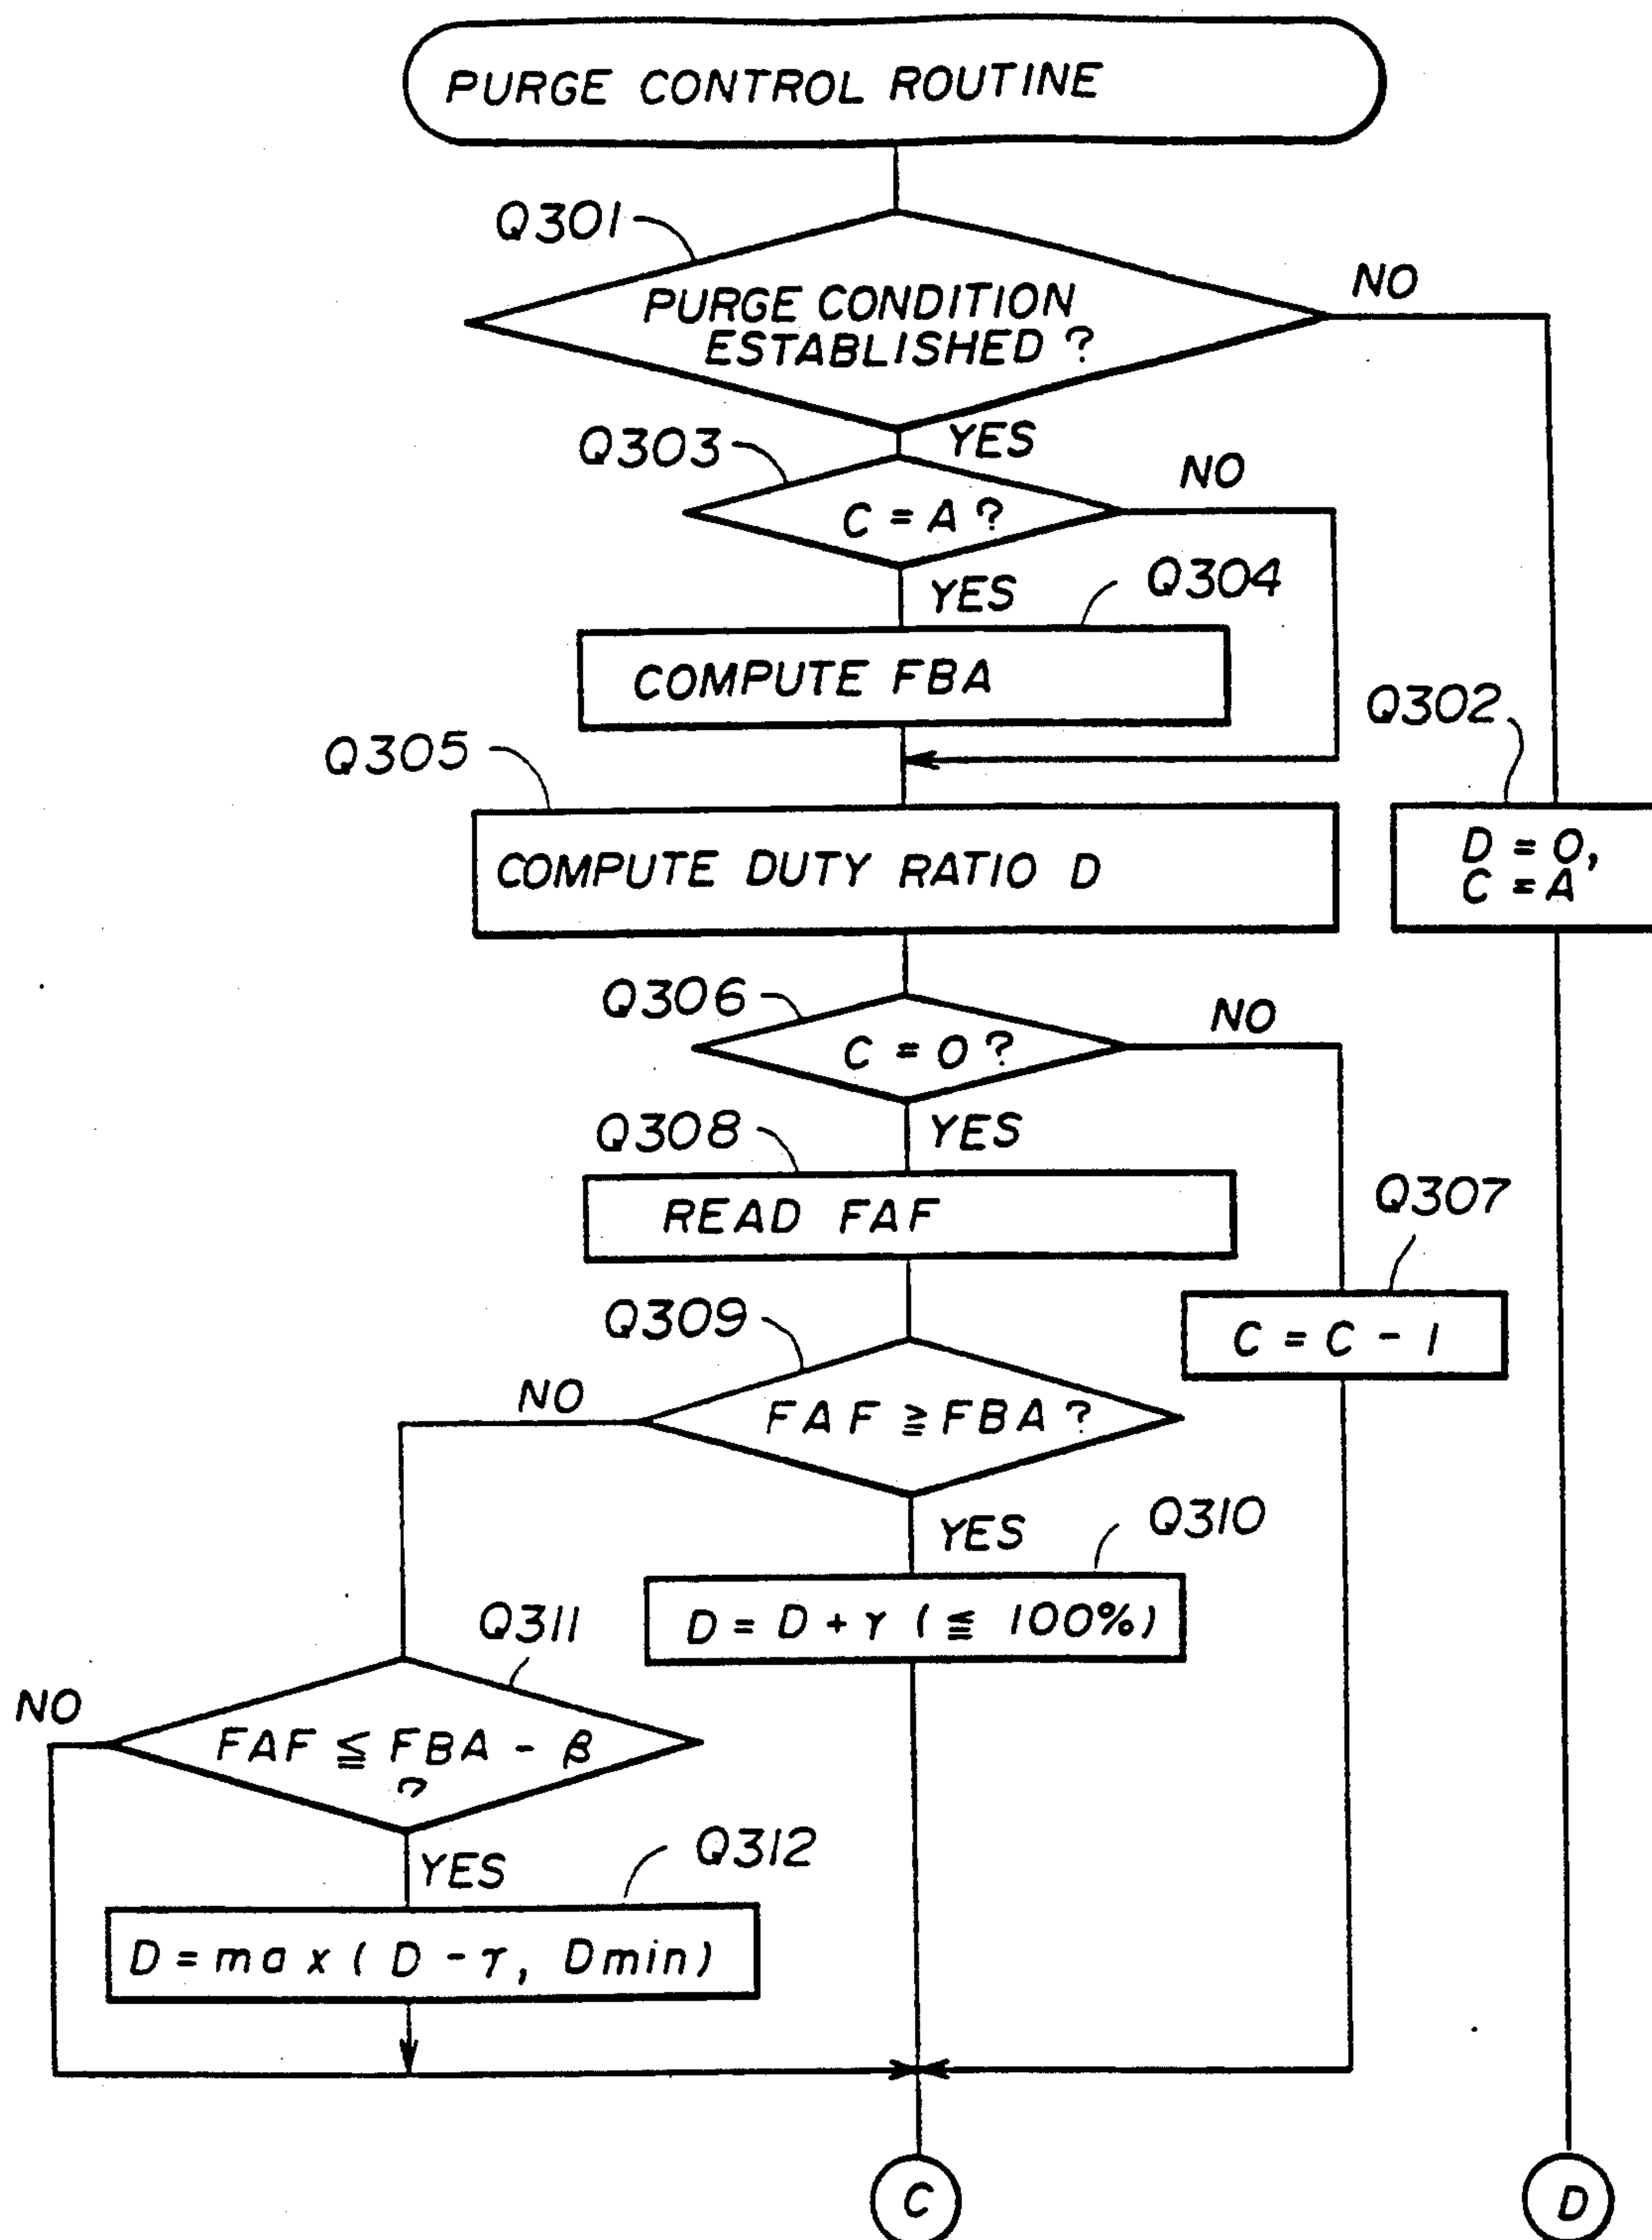 PURGE CONTROL ROUTINE
Q301
NO
PURGE CONDITION
ESTABLISHED ?
Q303
YES
NO
C = A ?
YES
Q304
COMPUTE FBA
Q302
Q305
COMPUTE DUTY RATIO D
D = 0,
C = A
Q306
NO
C = 0 ?
Q308
YES
READ FAF
Q307
Q309
C = C - 1
NO
FAF ≧ FBA ?
YES
Q310
D = D + γ ( ≦ 100%)
Q311
NO
FAF ≦ FBA - β
?
YES
Q312
D = max ( D - γ, Dmin)
C
D